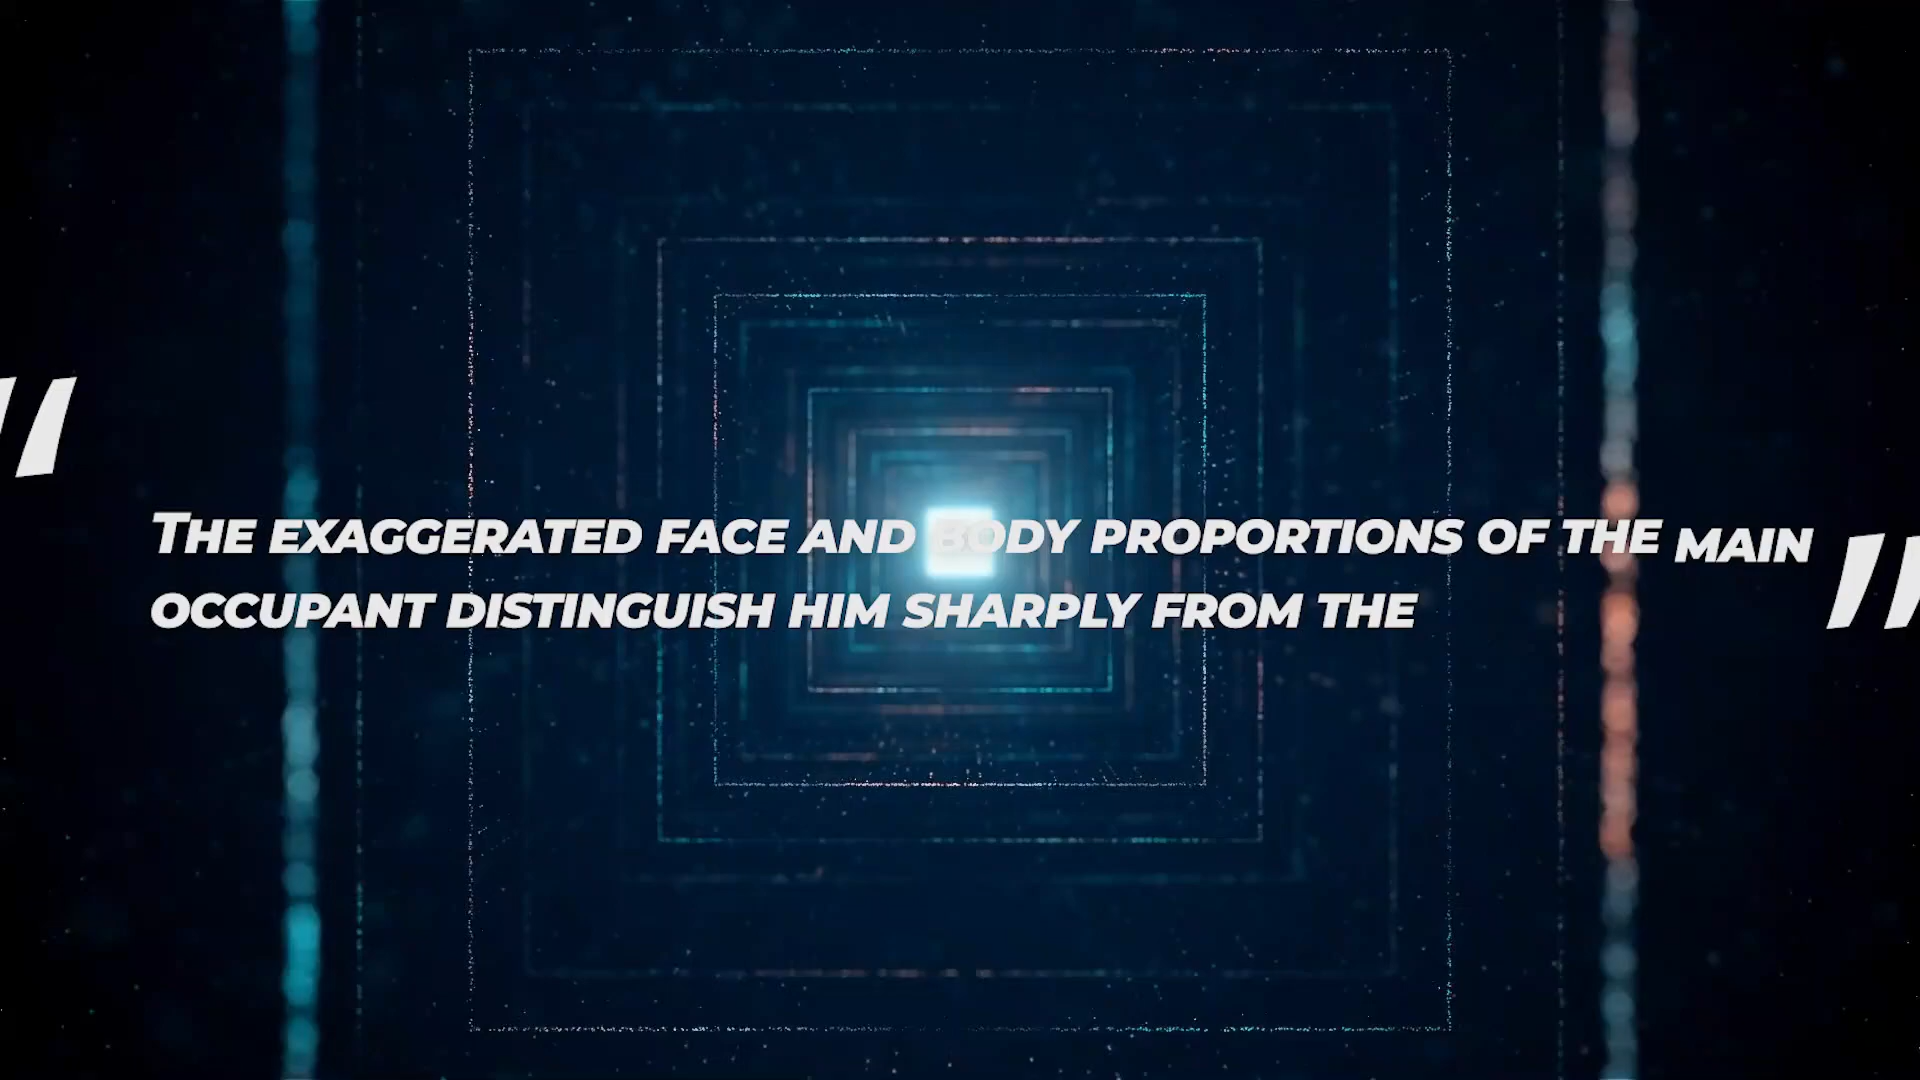 “
The exaggerated face and body proportions of the main
occupant distinguish him sharply from the
”